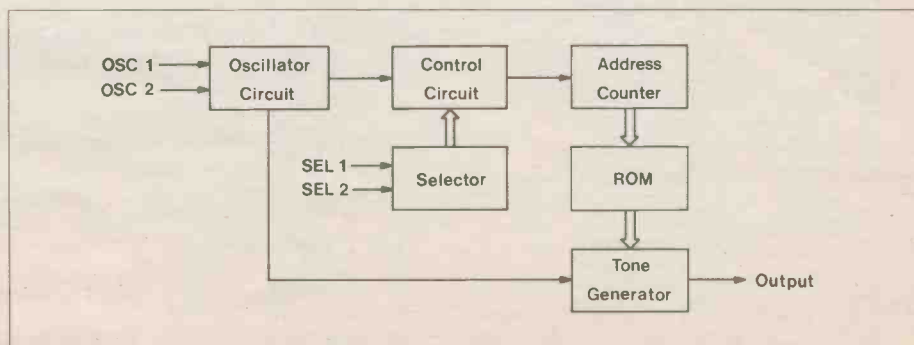 OSC 1
OSC 2
Oscillator
Circuit
Control
Circuit
Address
Counter
SEL 1
SEL 2
Selector
ROM
Tone
Generator
Output